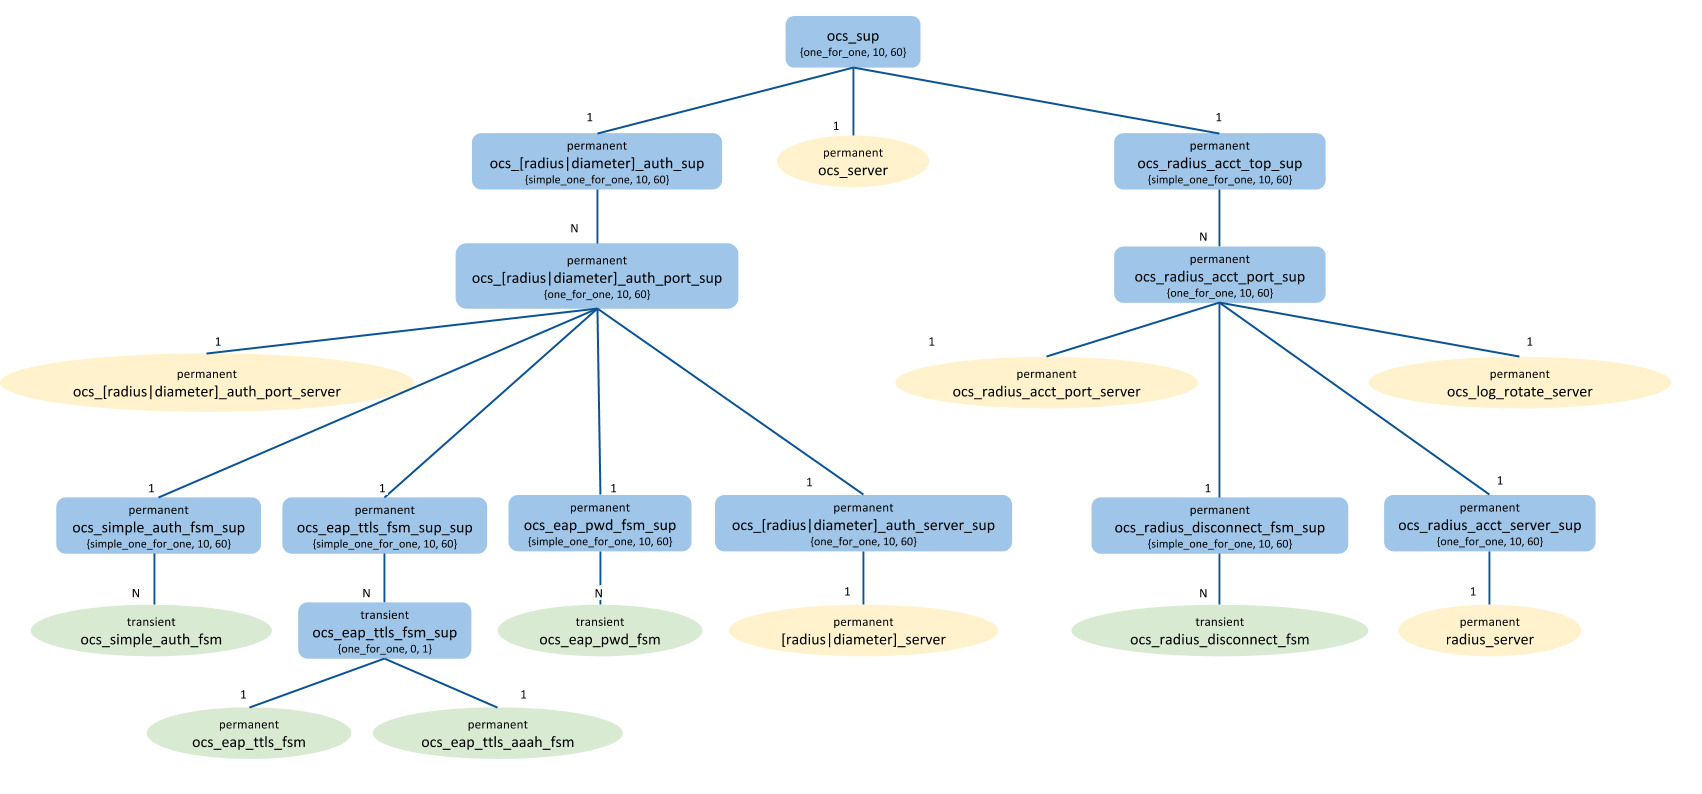 ocs_sup
{one_for_one, 10, 60}
1
1
1
permanent
ocs_[radius|diameter]_auth_sup
{simple_one_for_one, 10, 60}
permanent
ocs_server
permanent
ocs_radius_acct_top_sup
{simple_one_for_one, 10, 60}
N
N
permanent
ocs_[radius|diameter]_auth_port_sup
{one_for_one, 10, 60}
permanent
ocs_radius_acct_port_sup
{one_for_one, 10, 60}
1
1
1
permanent
ocs_[radius|diameter]_auth_port_server
permanent
ocs_radius_acct_port_server
permanent
ocs_log_rotate_server
1
1
1
1
1
1
permanent
ocs_simple_auth_fsm_sup
{simple_one_for_one, 10, 60}
permanent
ocs_eap_ttls_fsm_sup_sup
{simple_one_for_one, 10, 60}
permanent
ocs_eap_pwd_fsm_sup
{simple_one_for_one, 10, 60}
permanent
ocs_[radius|diameter]_auth_server_sup
{one_for_one, 10, 60}
permanent
ocs_radius_disconnect_fsm_sup
{simple_one_for_one, 10, 60}
permanent
ocs_radius_acct_server_sup
{one_for_one, 10, 60}
N
N
N
1
N
1
transient
ocs_simple_auth_fsm
transient
ocs_eap_ttls_fsm_sup
{one_for_one, 0, 1}
transient
ocs_eap_pwd_fsm
permanent
[radius|diameter]_server
transient
ocs_radius_disconnect_fsm
permanent
radius_server
1
1
permanent
ocs_eap_ttls_fsm
permanent
ocs_eap_ttls_aaah_fsm